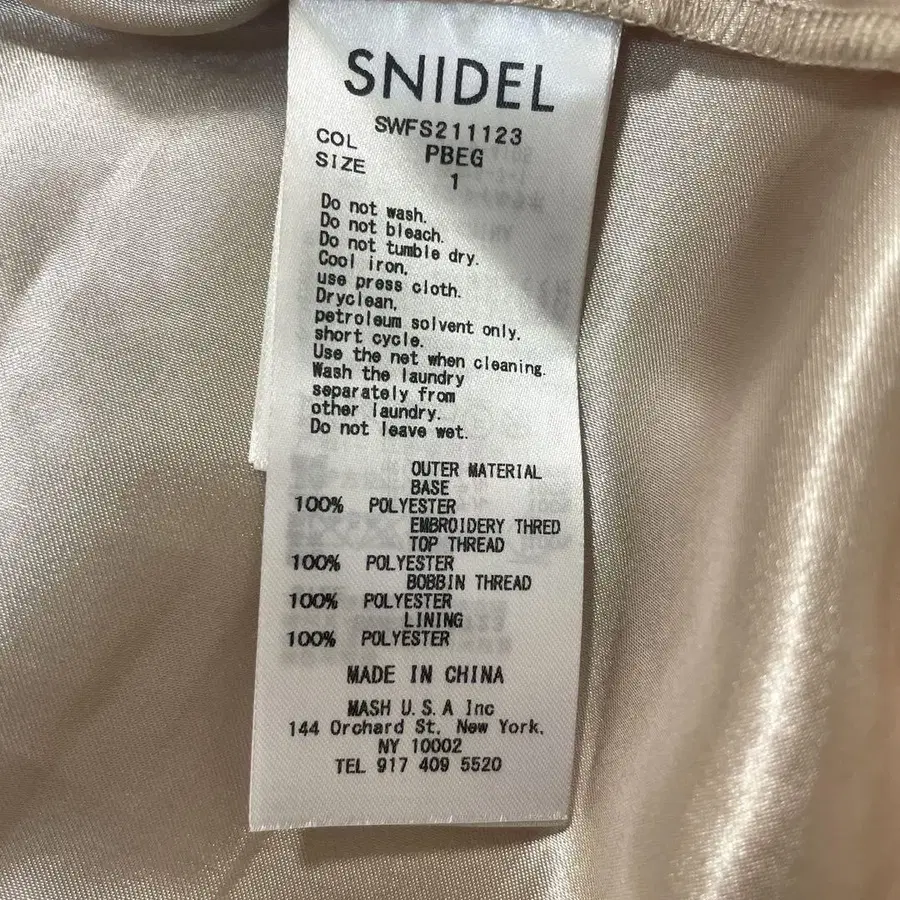 SNIDEL
SWFS211123
COL PBEG
SIZE 1
Do not wash.
Do not bleach.
Do not tumble dry.
Cool iron,
use press cloth.
Dryclean,
petroleum solvent only,
short cycle.
Use the net when cleaning.
Wash the laundry
separately from
other laundry.
Do not leave wet.
OUTER MATERIAL
BASE
100% POLYESTER
EMBROIDERY THRED
TOP THREAD
100% POLYESTER
BOBBIN THREAD
100% POLYESTER
LINING
100% POLYESTER
MADE IN CHINA
MASH U.S.A Inc
144 Orchard St, New York,
NY 10002
TEL 917 409 5520